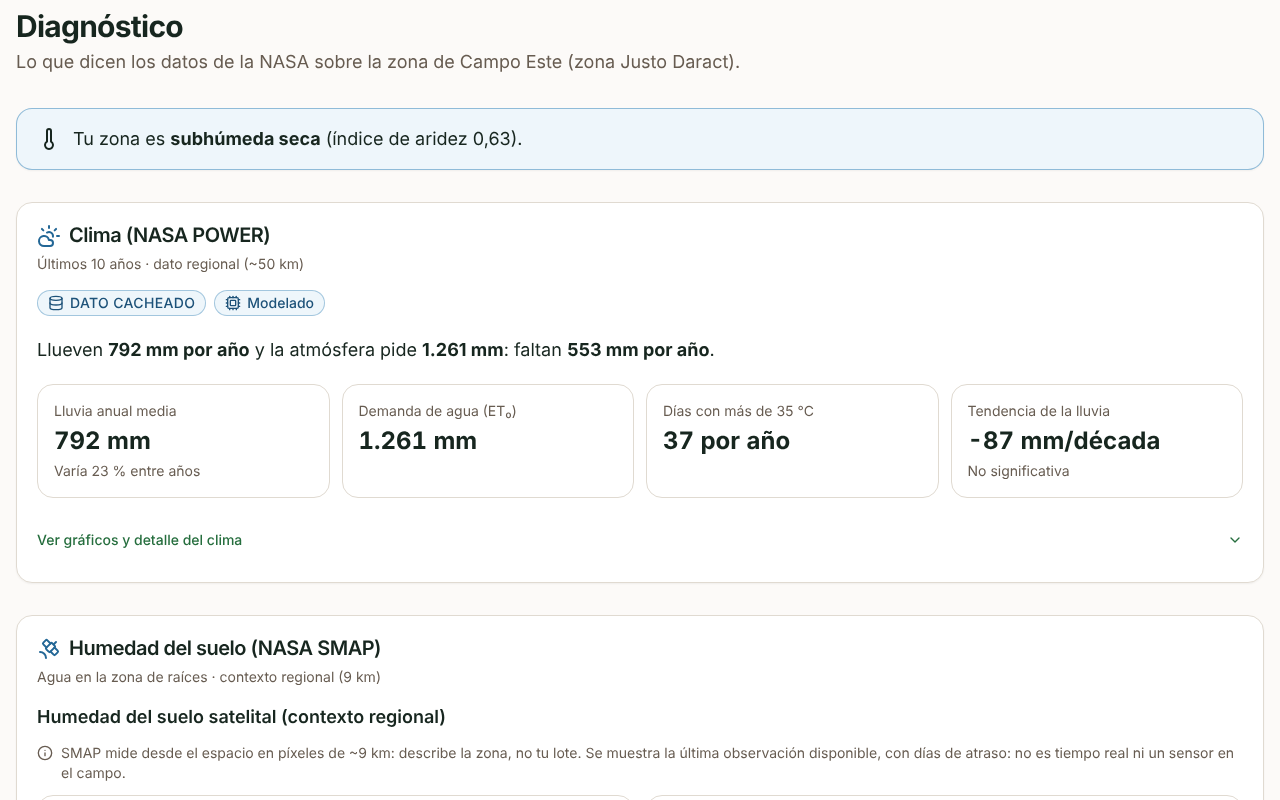 Diagnóstico
Lo que dicen los datos de la NASA sobre la zona de Campo Este (zona Justo Daract).
Tu zona es subhúmeda seca (índice de aridez 0,63).
Clima (NASA POWER)
Últimos 10 años · dato regional (~50 km)
DATO CACHEADO
Modelado
Llueven 792 mm por año y la atmósfera pide 1.261 mm: faltan 553 mm por año.
Lluvia anual media
792 mm
Varía 23 % entre años
Demanda de agua (ET₀)
1.261 mm
Días con más de 35 °C
37 por año
Tendencia de la lluvia
-87 mm/década
No significativa
Ver gráficos y detalle del clima
Humedad del suelo (NASA SMAP)
Agua en la zona de raíces · contexto regional (9 km)
Humedad del suelo satelital (contexto regional)
SMAP mide desde el espacio en píxeles de ~9 km: describe la zona, no tu lote. Se muestra la última observación disponible, con días de atraso: no es tiempo real ni un sensor en
el campo.